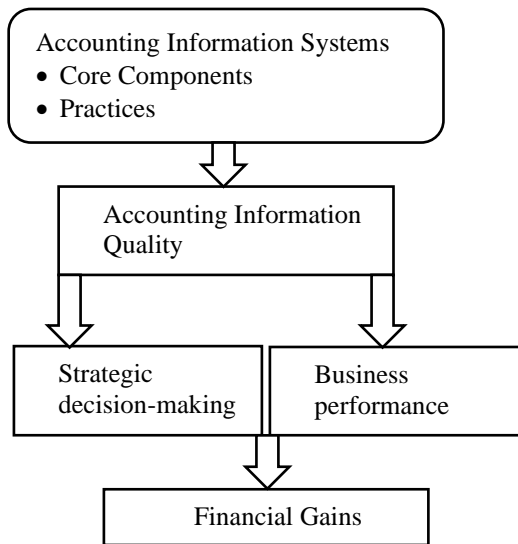 Accounting Information Systems
• Core Components
• Practices
Accounting Information
Quality
Strategic
decision-making
Business
performance
Financial Gains